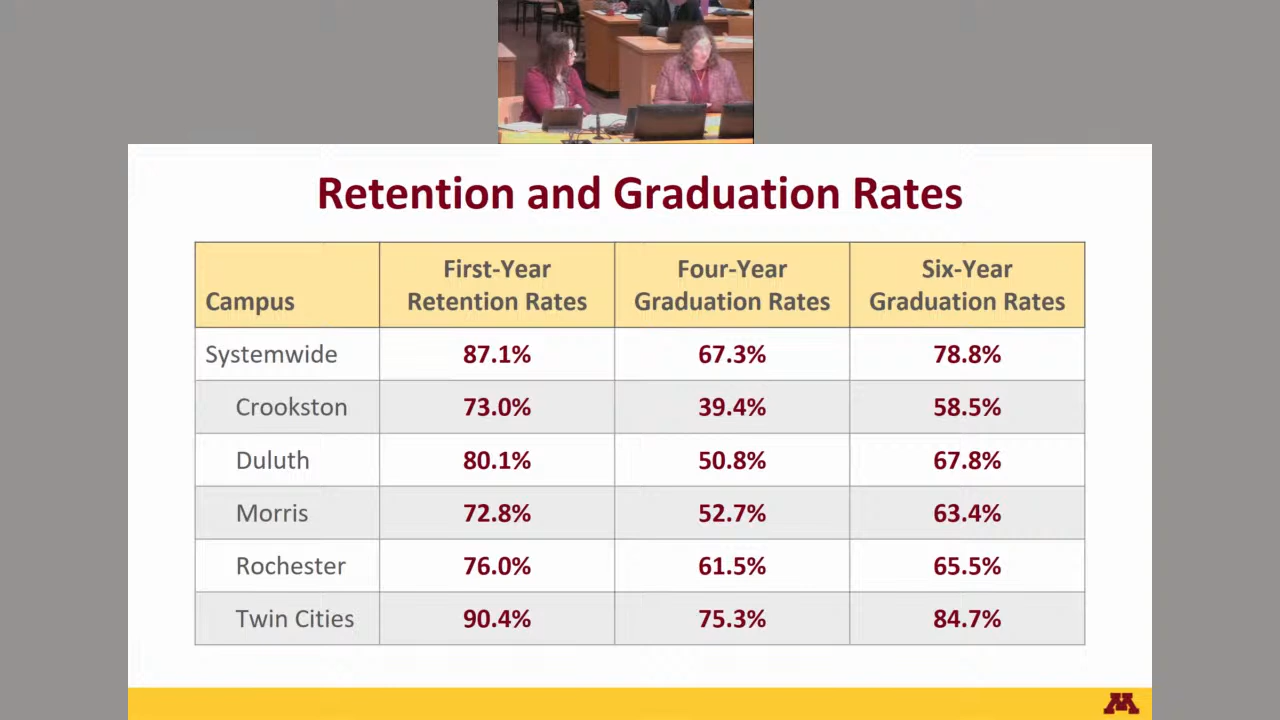 Retention and Graduation Rates
Campus First-Year Retention Rates Four-Year Graduation Rates Six-Year Graduation Rates
Systemwide 87.1% 67.3% 78.8%
Crookston 73.0% 39.4% 58.5%
Duluth 80.1% 50.8% 67.8%
Morris 72.8% 52.7% 63.4%
Rochester 76.0% 61.5% 65.5%
Twin Cities 90.4% 75.3% 84.7%
M